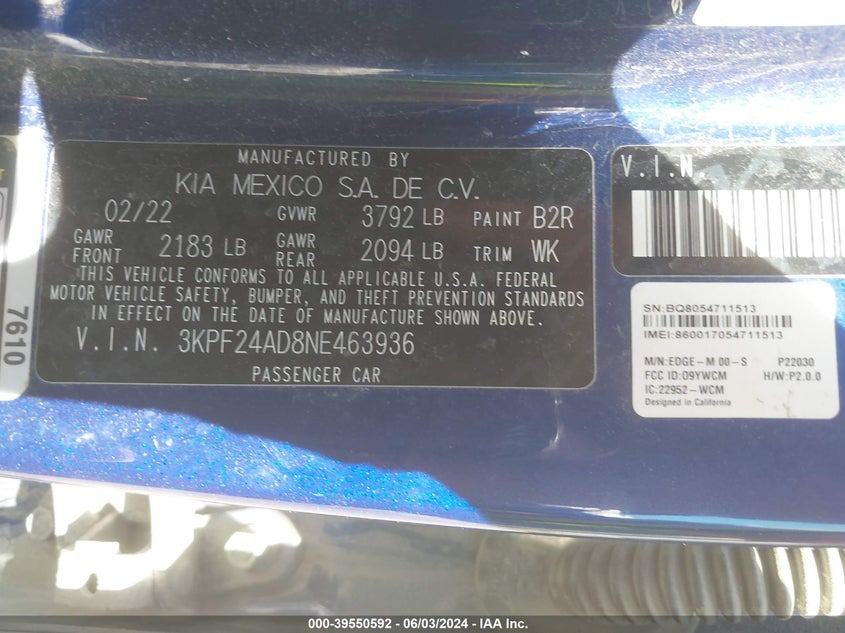 MANUFACTURED BY
KIA MEXICO S.A. DE C.V.
02/22 GVWR 3792 LB PAINT B2R
GAWR FRONT 2183 LB GAWR REAR 2094 LB TRIM WK
THIS VEHICLE CONFORMS TO ALL APPLICABLE U.S.A. FEDERAL
MOTOR VEHICLE SAFETY, BUMPER, AND THEFT PREVENTION STANDARDS
IN EFFECT ON THE DATE OF MANUFACTURE SHOWN ABOVE.
V.I.N. 3KPF24AD8NE463936
PASSENGER CAR
V.I.N.
SN:BQ8054711513
IMEI:860017054711513
M/N:EDGE-M 00-S P22030
FCC ID:O9YWCM H/W:P2.0.0
IC:22952-WCM
Designed in California
7610
000-39550592 - 06/03/2024 - IAA Inc.